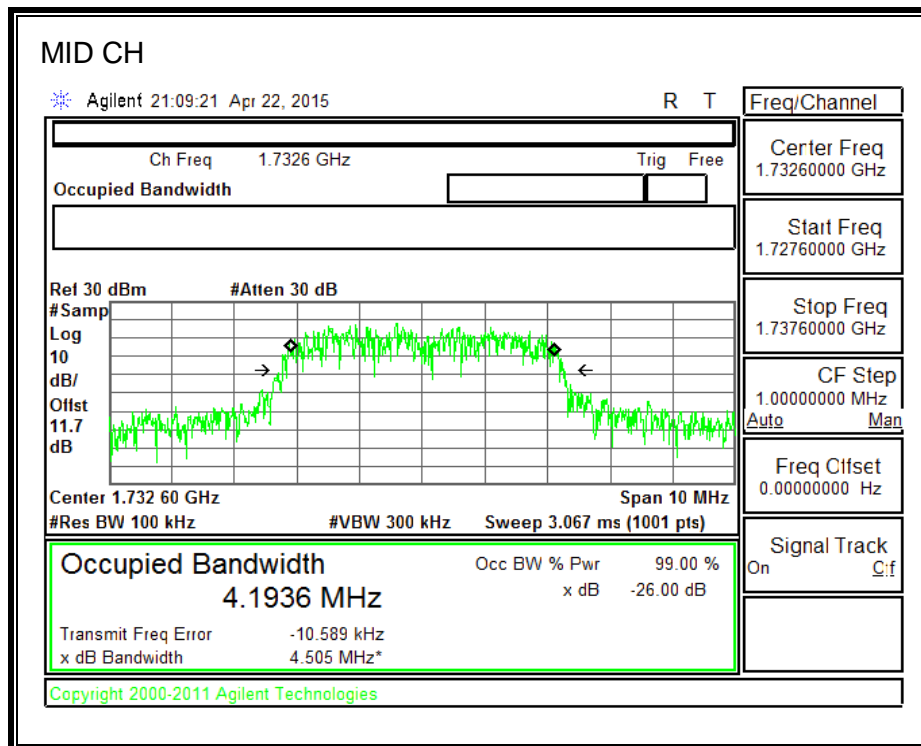 MID CH
Agilent 21:09:21 Apr 22, 2015 R T
Freq/Channel
Ch Freq 1.7326 GHz Trig Free
Occupied Bandwidth
Center Freq
1.73260000 GHz
Start Freq
1.72760000 GHz
Stop Freq
1.73760000 GHz
CF Step
1.00000000 MHz
Auto Man
Freq Offset
0.00000000 Hz
Signal Track
On Off
Ref 30 dBm #Atten 30 dB
#Samp
Log
10
dB/
Offst
11.7
dB
Center 1.732 60 GHz Span 10 MHz
#Res BW 100 kHz #VBW 300 kHz Sweep 3.067 ms (1001 pts)
Occupied Bandwidth
4.1936 MHz
Occ BW % Pwr 99.00 %
x dB -26.00 dB
Transmit Freq Error -10.589 kHz
x dB Bandwidth 4.505 MHz*
Copyright 2000-2011 Agilent Technologies